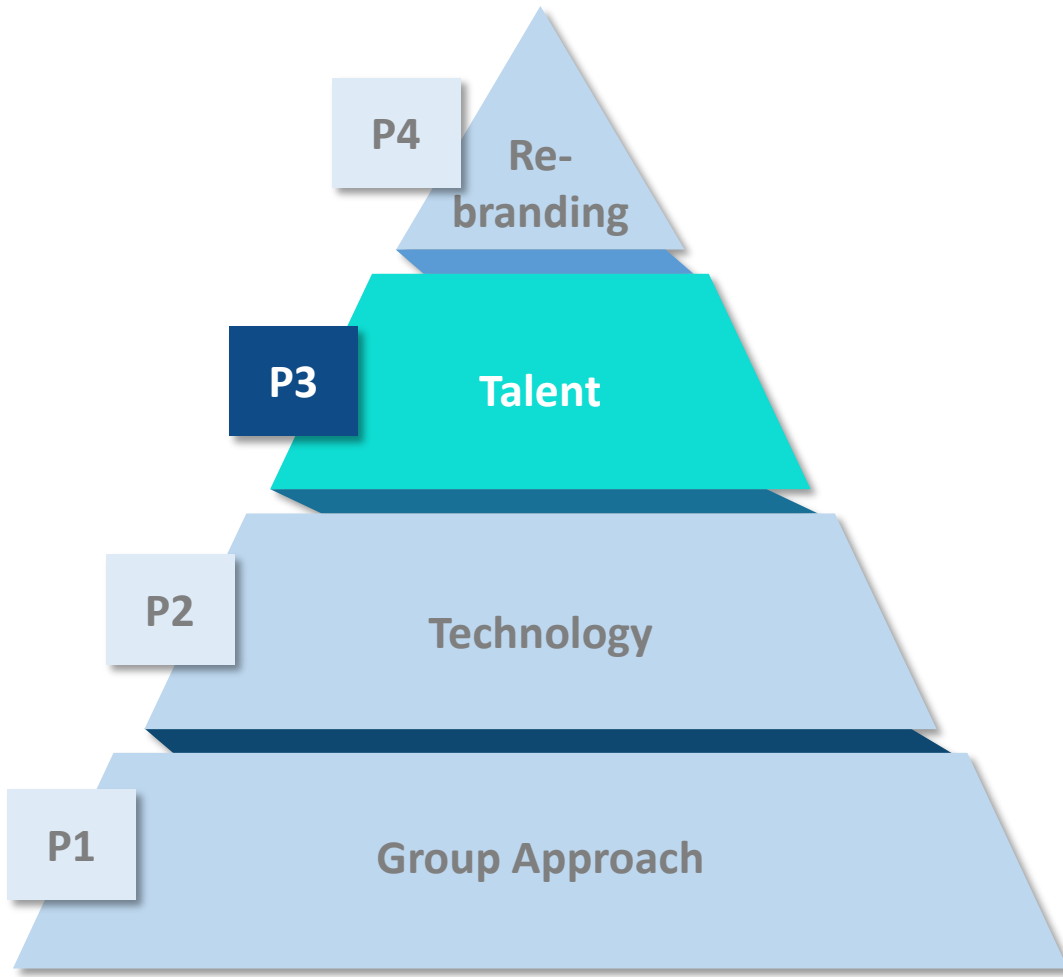 P4
Re-
branding
P3
Talent
P2
Technology
P1
Group Approach